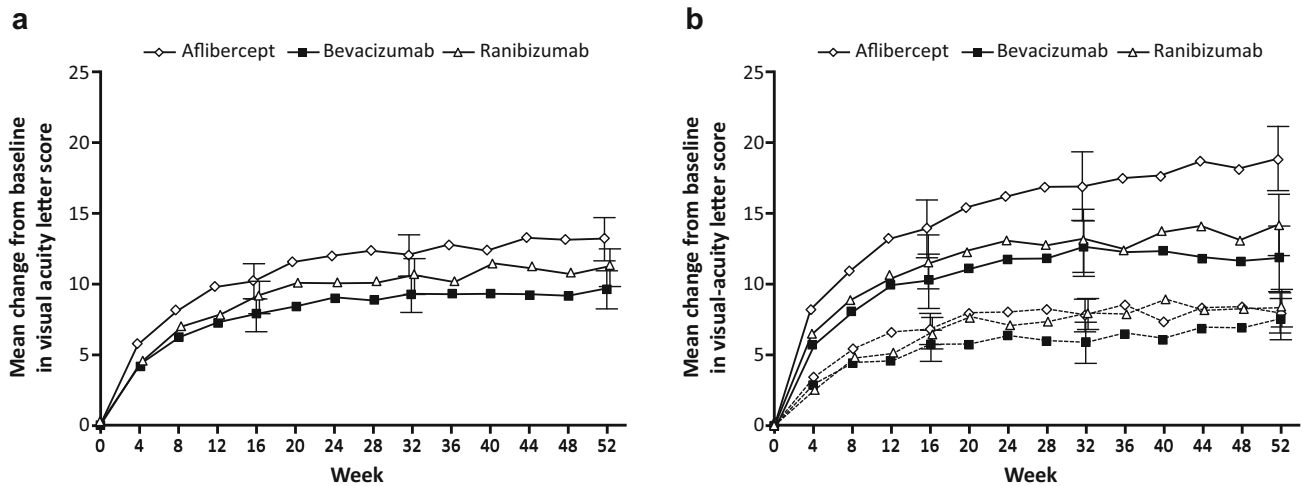 a
Aflibercept Bevacizumab Ranibizumab
Mean change from baseline
in visual acuity letter score
25
20
15
10
5
0
0 4 8 12 16 20 24 28 32 36 40 44 48 52
Week
b
Aflibercept Bevacizumab Ranibizumab
Mean change from baseline
in visual-acuity letter score
25
20
15
10
5
0
0 4 8 12 16 20 24 28 32 36 40 44 48 52
Week